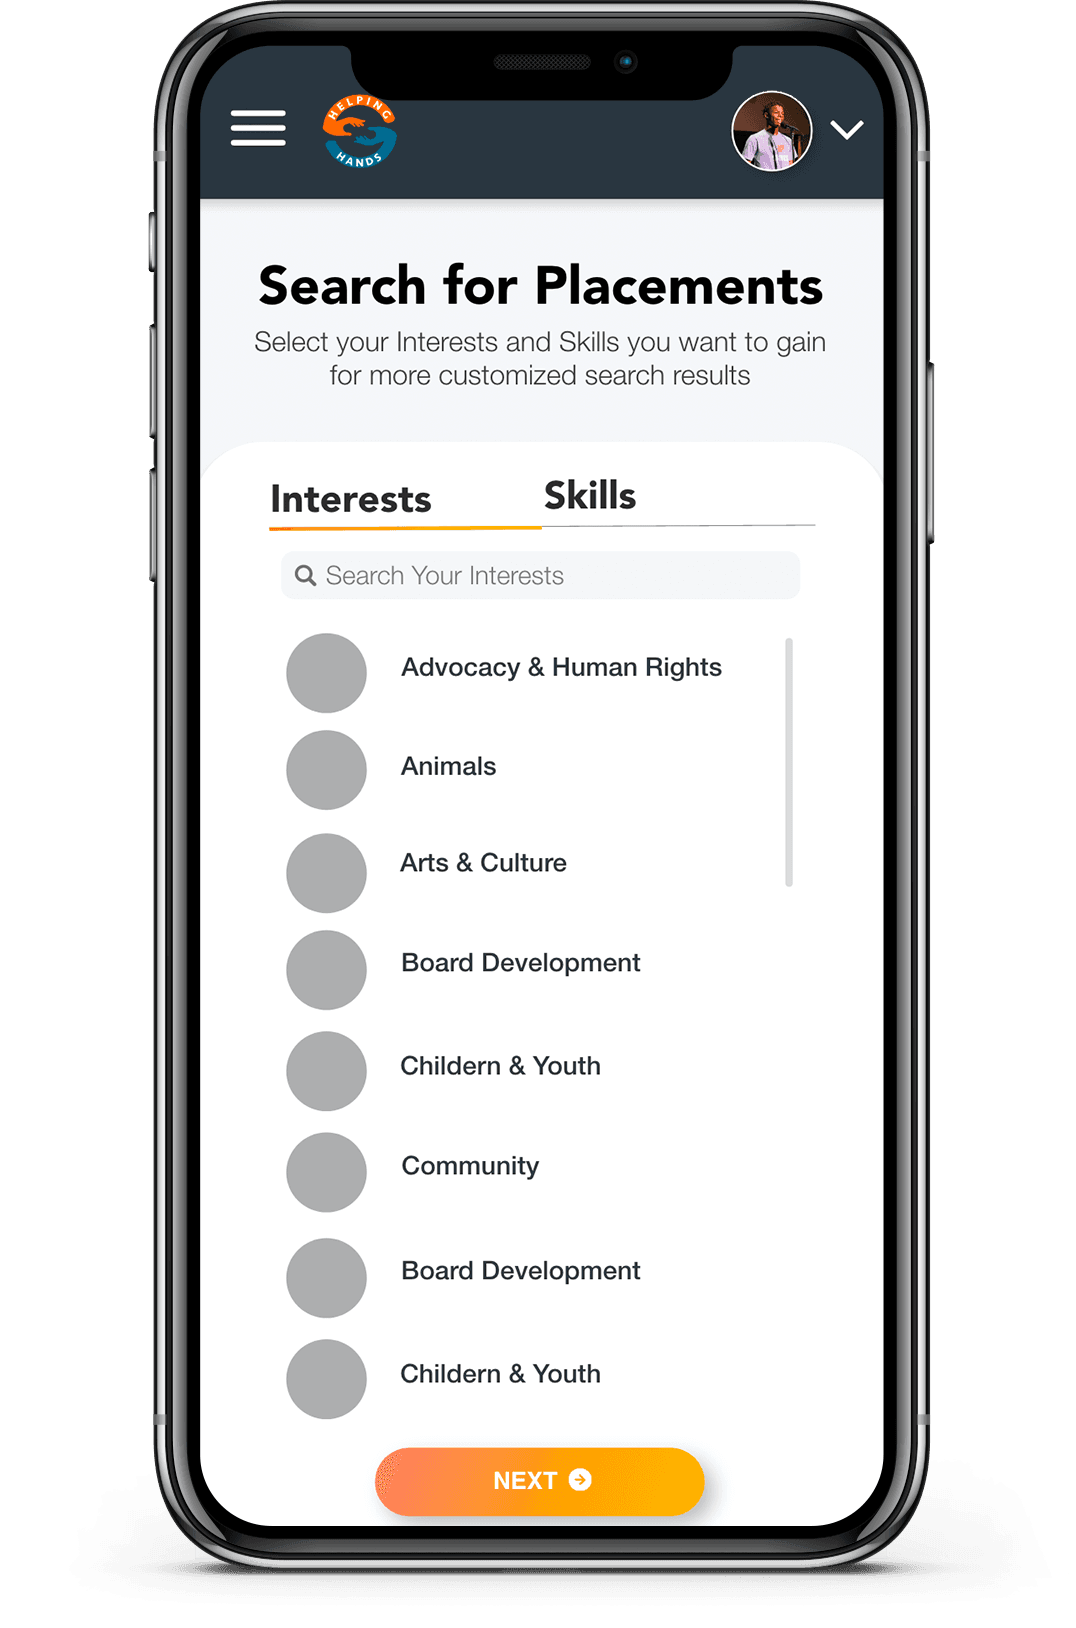 HELPING
HANDS
Search for Placements
Select your Interests and Skills you want to gain
for more customized search results
Interests
Skills
Search Your Interests
Advocacy & Human Rights
Animals
Arts & Culture
Board Development
Childern & Youth
Community
Board Development
Childern & Youth
NEXT